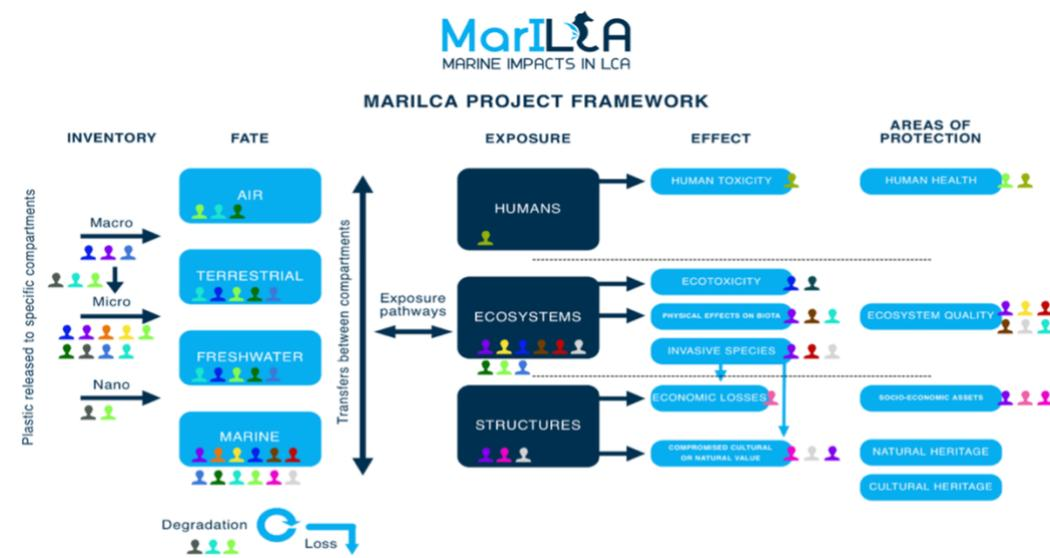 MarILCA
MARINE IMPACTS IN LCA
MARILCA PROJECT FRAMEWORK
INVENTORY
FATE
EXPOSURE
EFFECT
AREAS OF
PROTECTION
Plastic released to specific compartments
Macro
Micro
Nano
AIR
TERRESTRIAL
FRESHWATER
MARINE
Degradation
Loss
Transfers between compartments
Exposure
pathways
HUMANS
ECOSYSTEMS
STRUCTURES
HUMAN TOXICITY
ECOTOXICITY
PHYSICAL EFFECTS ON BIOTA
INVASIVE SPECIES
ECONOMIC LOSSES
COMPROMISED CULTURAL
OR NATURAL VALUE
HUMAN HEALTH
ECOSYSTEM QUALITY
SOCIO-ECONOMIC ASSETS
NATURAL HERITAGE
CULTURAL HERITAGE